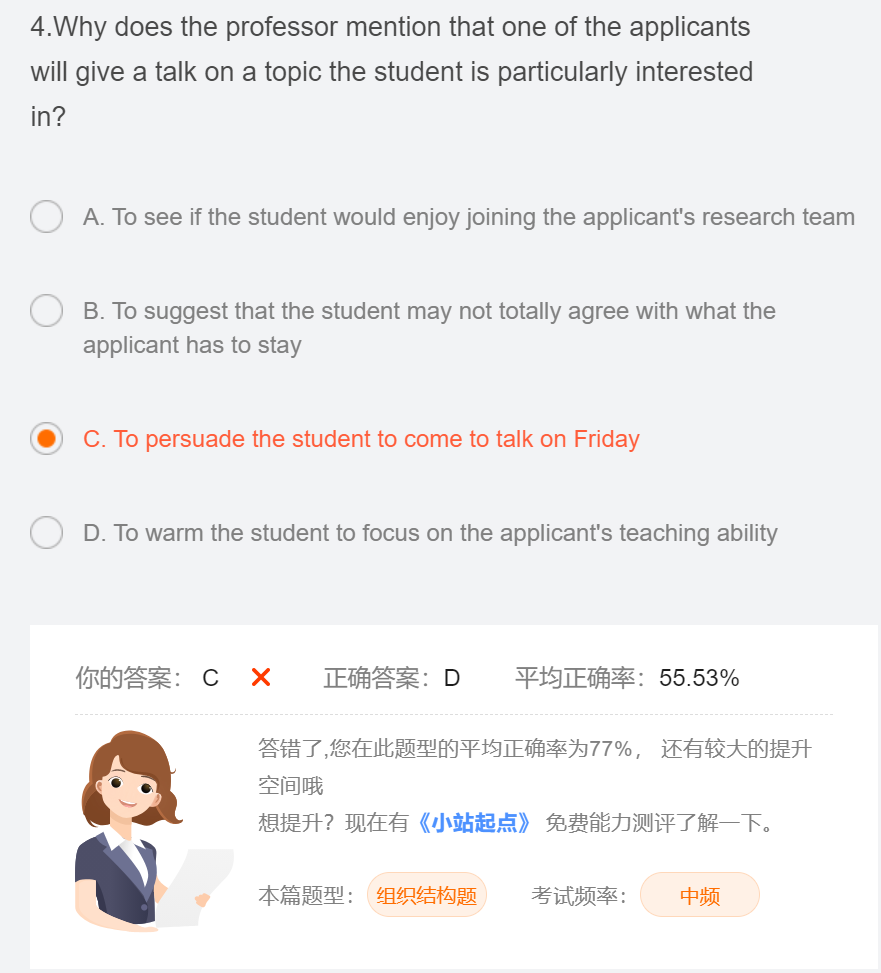 4.Why does the professor mention that one of the applicants
will give a talk on a topic the student is particularly interested
in?
A. To see if the student would enjoy joining the applicant's research team
B. To suggest that the student may not totally agree with what the
applicant has to stay
C. To persuade the student to come to talk on Friday
D. To warm the student to focus on the applicant's teaching ability
你的答案： C ✕ 正确答案：D 平均正确率：55.53%
答错了,您在此题型的平均正确率为77%， 还有较大的提升
空间哦
想提升？现在有《小站起点》 免费能力测评了解一下。
本篇题型： 组织结构题 考试频率： 中频